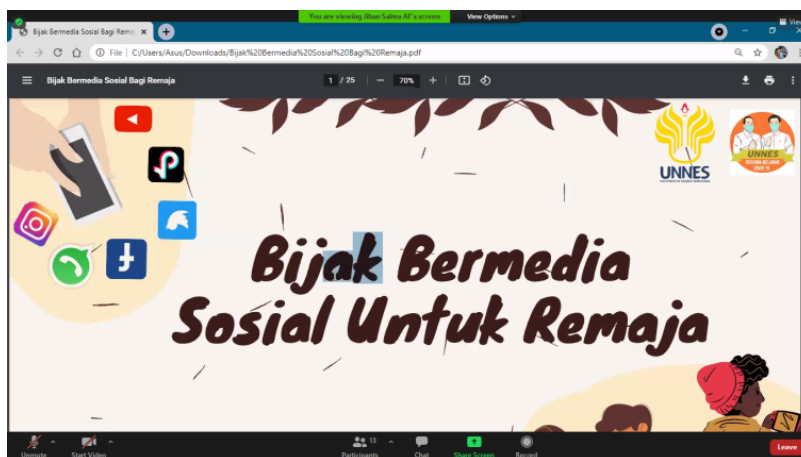 You are viewing Jihan Salma AF's screen View Options
View
Bijak Bermedia Sosial Bagi Rema
File C:/Users/Asus/Downloads/Bijak%20Bermedia%20Sosial%20Bagi%20Remaja.pdf
Bijak Bermedia Sosial Bagi Remaja 1 / 25 70%
UNNES
UNNES
Bijak Bermedia
Sosial Untuk Remaja
13
Unmute Start Video Participants Chat Share Screen Record Leave